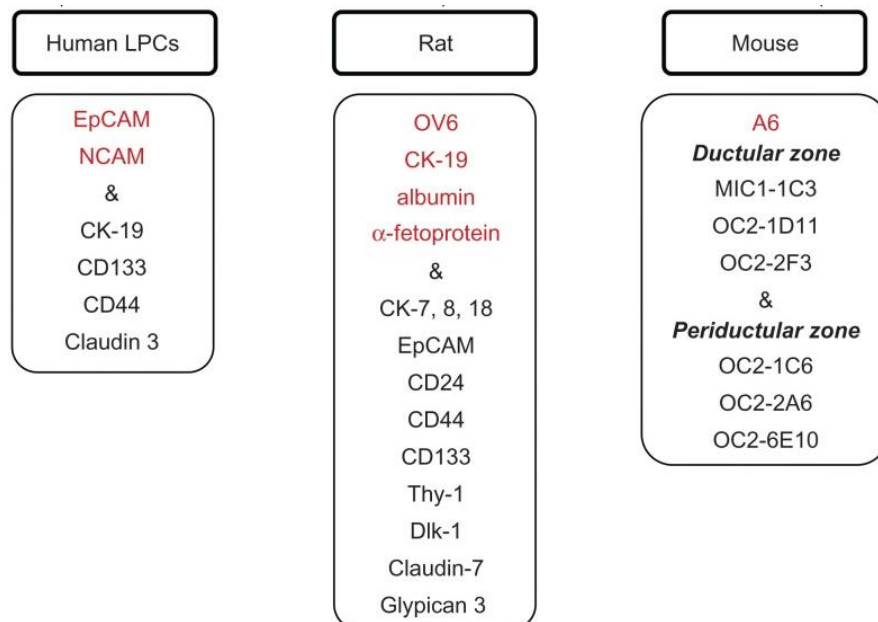 Human LPCs
EpCAM
NCAM
&
CK-19
CD133
CD44
Claudin 3
Rat
OV6
CK-19
albumin
α-fetoprotein
&
CK-7, 8, 18
EpCAM
CD24
CD44
CD133
Thy-1
Dlk-1
Claudin-7
Glypican 3
Mouse
A6
Ductular zone
MIC1-1C3
OC2-1D11
OC2-2F3
&
Periductular zone
OC2-1C6
OC2-2A6
OC2-6E10